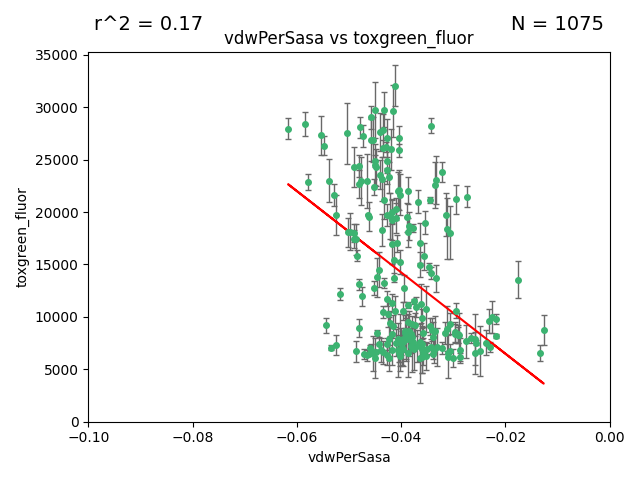 r^2 = 0.17
N = 1075
vdwPerSasa vs toxgreen_fluor
35000
30000
25000
20000
15000
10000
5000
0
toxgreen_fluor
−0.10
−0.08
−0.06
−0.04
−0.02
0.00
vdwPerSasa